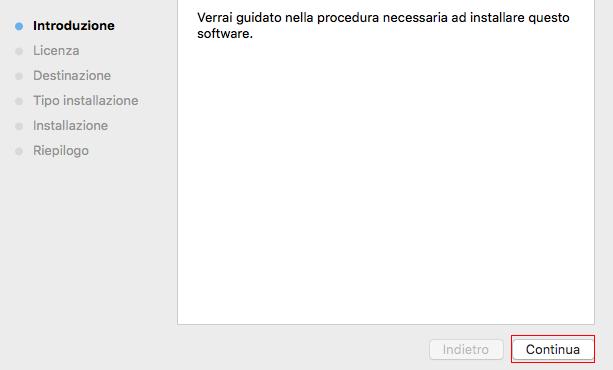 Introduzione
Licenza
Destinazione
Tipo installazione
Installazione
Riepilogo
Verrai guidato nella procedura necessaria ad installare questo
software.
Indietro
Continua